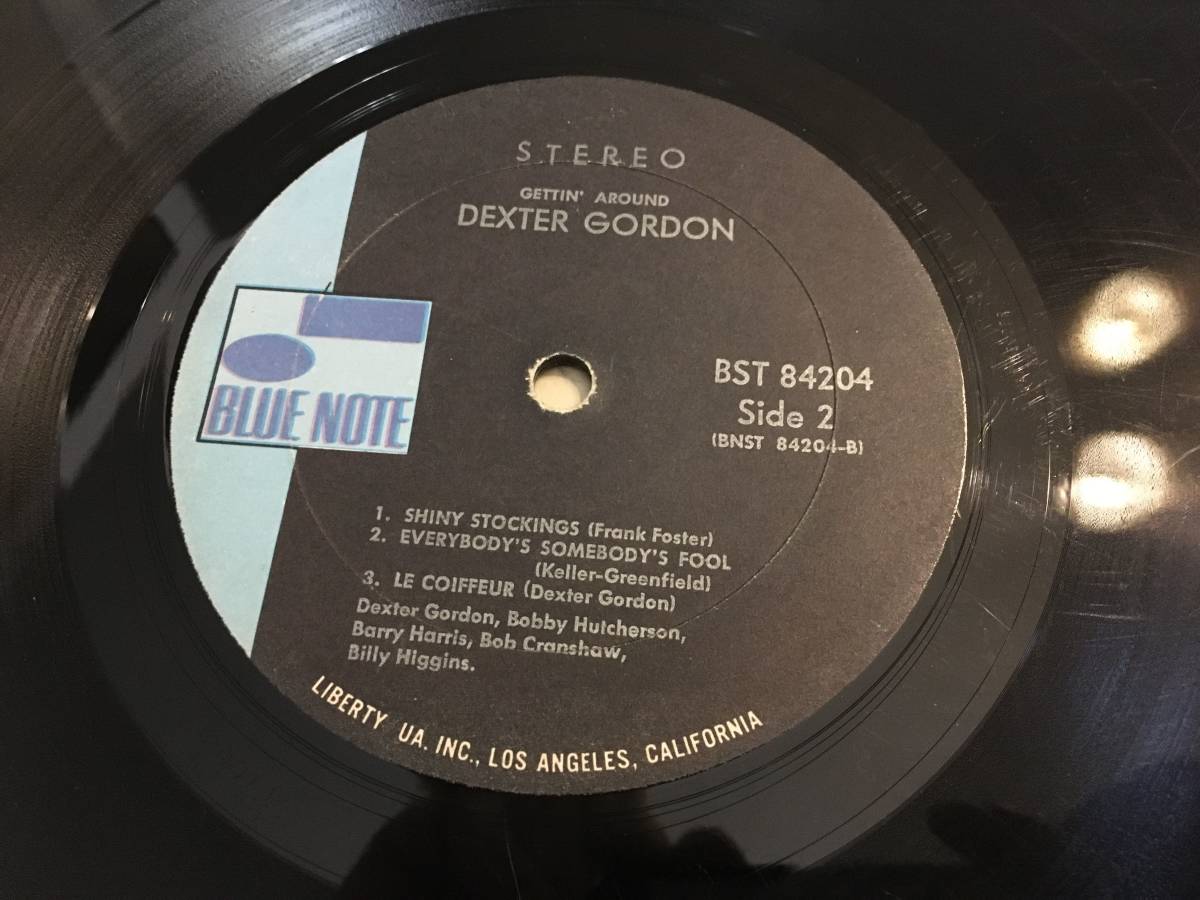 STEREO
GETTIN' AROUND
DEXTER GORDON
BLUE NOTE
BST 84204
Side 2
(BNST 84204-B)
1. SHINY STOCKINGS (Frank Foster)
2. EVERYBODY'S SOMEBODY'S FOOL
(Keller-Greenfield)
3. LE COIFFEUR (Dexter Gordon)
Dexter Gordon, Bobby Hutcherson,
Barry Harris, Bob Cranshaw,
Billy Higgins.
LIBERTY UA. INC., LOS ANGELES, CALIFORNIA